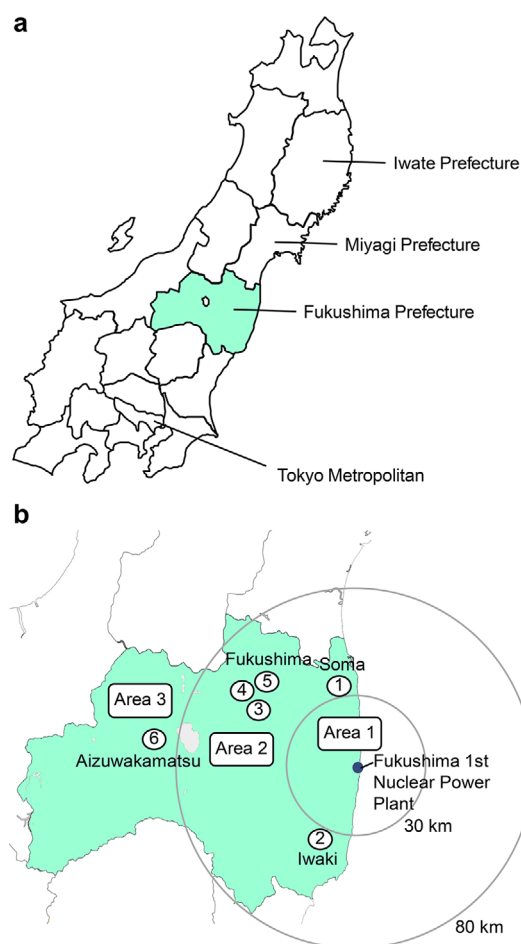 a
Iwate Prefecture
Miyagi Prefecture
Fukushima Prefecture
Tokyo Metropolitan
b
Fukushima
Soma
5
4
1
3
Area 3
Area 1
6
Area 2
Aizuwakamatsu
Fukushima 1st
Nuclear Power
Plant
30 km
2
Iwaki
80 km